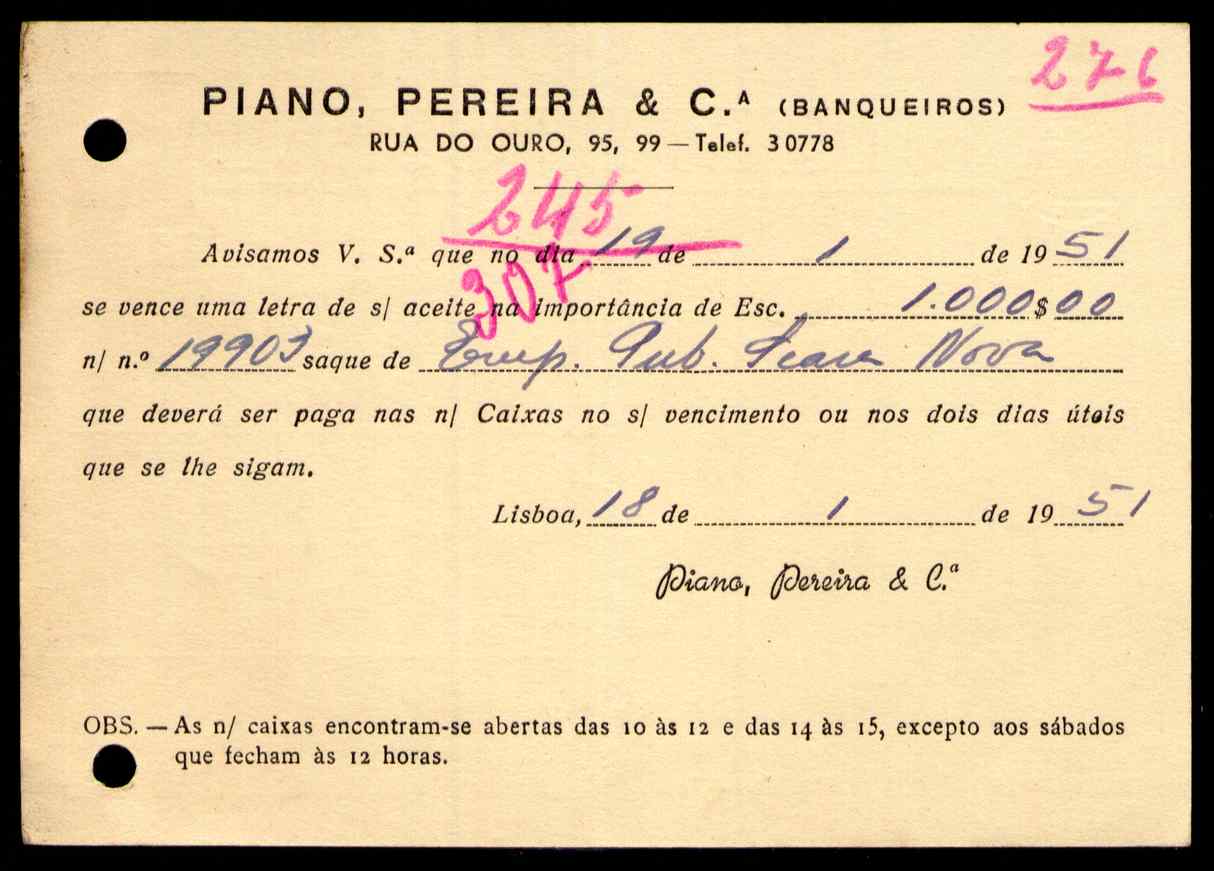 276
PIANO, PEREIRA & C.ᴬ (BANQUEIROS)
RUA DO OURO, 95, 99 — Telef. 3 0778
245
Avisamos V. S.ª que no dia 19 de 1 de 1951
307
se vence uma letra de s/ aceite na importância de Esc. 1.000$00
n/ n.º 19903 saque de Emp. Pub. Seara Nova
que deverá ser paga nas n/ Caixas no s/ vencimento ou nos dois dias úteis
que se lhe sigam.
Lisboa, 18 de 1 de 1951
Piano, Pereira & C.ª
OBS. — As n/ caixas encontram-se abertas das 10 às 12 e das 14 às 15, excepto aos sábados
que fecham às 12 horas.